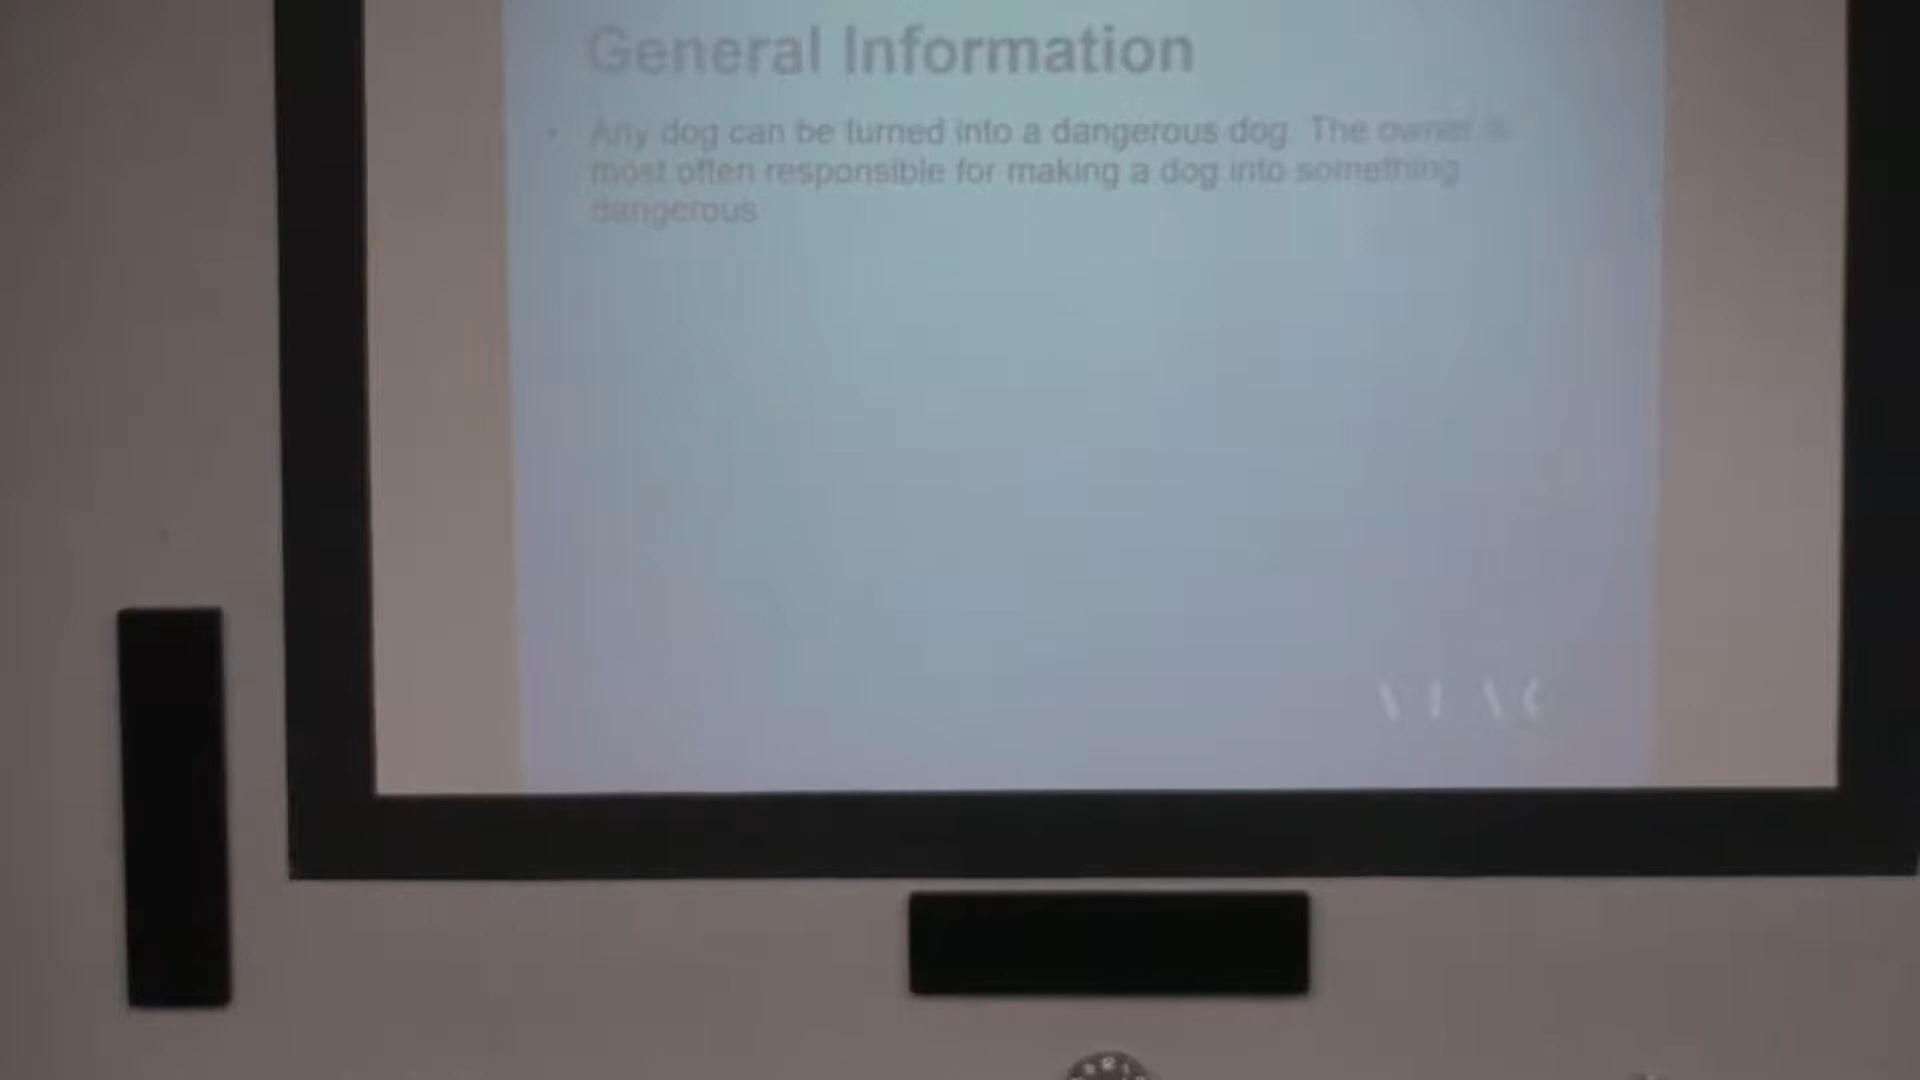 General Information
• Any dog can be turned into a dangerous dog. The owner is
most often responsible for making a dog into something
dangerous